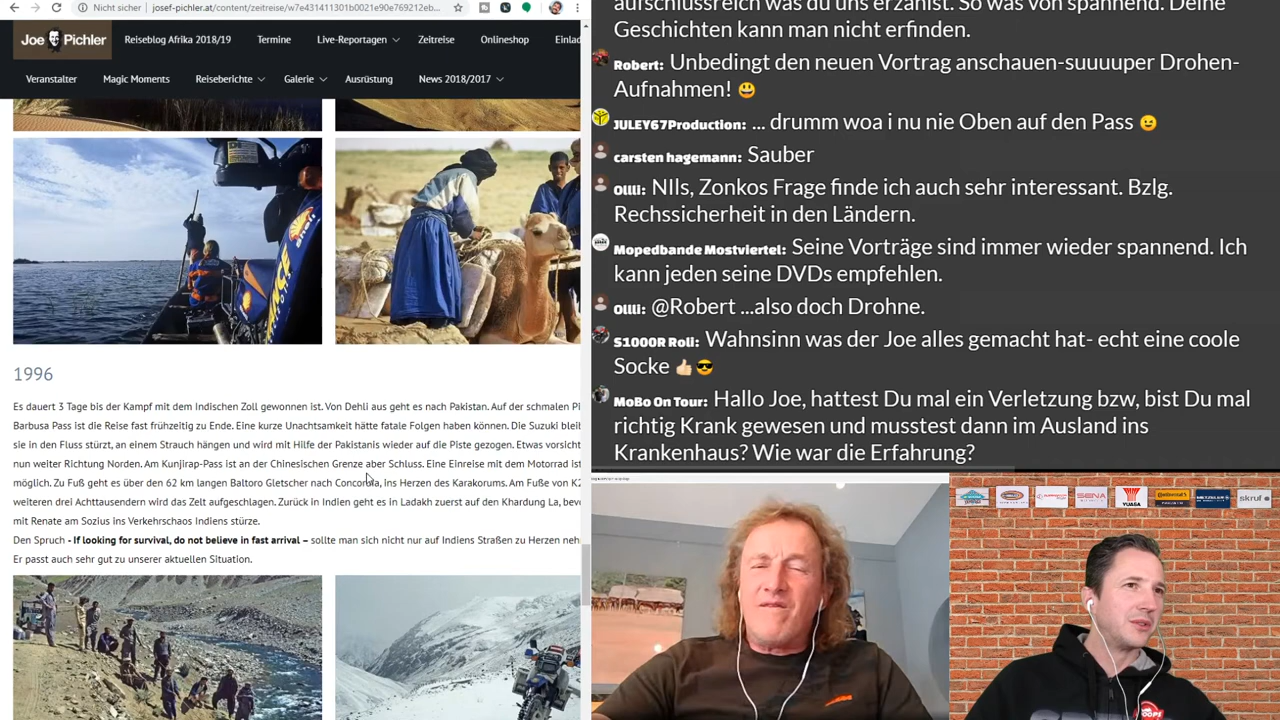 Nicht sicher
josef-pichler.at/content/zeitreise/w7e431411301b0021e90e769212eb...
Joe Pichler
Reiseblog Afrika 2018/19
Termine
Live-Reportagen
Zeitreise
Onlineshop
Einlad
Veranstalter
Magic Moments
Reiseberichte
Galerie
Ausrüstung
News 2018/2017
1996
Es dauert 3 Tage bis der Kampf mit dem Indischen Zoll gewonnen ist. Von Dehli aus geht es nach Pakistan. Auf der schmalen Pi
Barbusa Pass ist die Reise fast frühzeitig zu Ende. Eine kurze Unachtsamkeit hätte fatale Folgen haben können. Die Suzuki bleib
sie in den Fluss stürzt, an einem Strauch hängen und wird mit Hilfe der Pakistanis wieder auf die Piste gezogen. Etwas vorsicht
nun weiter Richtung Norden. Am Kunjirap-Pass ist an der Chinesischen Grenze aber Schluss. Eine Einreise mit dem Motorrad ist
möglich. Zu Fuß geht es über den 62 km langen Baltoro Gletscher nach Concordia, ins Herzen des Karakorums. Am Fuße von K2
weiteren drei Achttausendern wird das Zelt aufgeschlagen. Zurück in Indien geht es in Ladakh zuerst auf den Khardung La, bevo
mit Renate am Sozius ins Verkehrschaos Indiens stürze.
Den Spruch - If looking for survival, do not believe in fast arrival – sollte man sich nicht nur auf Indiens Straßen zu Herzen neh
Er passt auch sehr gut zu unserer aktuellen Situation.
aufschlussreich was du uns erzählst. So was von spannend. Deine
Geschichten kann man nicht erfinden.
Robert: Unbedingt den neuen Vortrag anschauen-suuuuper Drohen-
Aufnahmen! 😃
JULEY67Production: ... drumm woa i nu nie Oben auf den Pass 😉
carsten hagemann: Sauber
Ollli: NIls, Zonkos Frage finde ich auch sehr interessant. Bzlg.
Rechssicherheit in den Ländern.
Mopedbande Mostviertel: Seine Vorträge sind immer wieder spannend. Ich
kann jeden seine DVDs empfehlen.
Ollli: @Robert ...also doch Drohne.
S1000R Roli: Wahnsinn was der Joe alles gemacht hat- echt eine coole
Socke 👍🏻😎
MoBo On Tour: Hallo Joe, hattest Du mal ein Verletzung bzw, bist Du mal
richtig Krank gewesen und musstest dann im Ausland ins
Krankenhaus? Wie war die Erfahrung?
SENA
YUASA
skruf